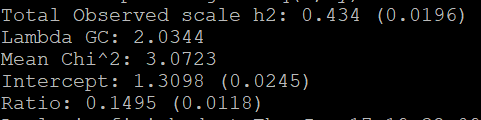 Total Observed scale h2: 0.434 (0.0196)
Lambda GC: 2.0344
Mean Chi^2: 3.0723
Intercept: 1.3098 (0.0245)
Ratio: 0.1495 (0.0118)